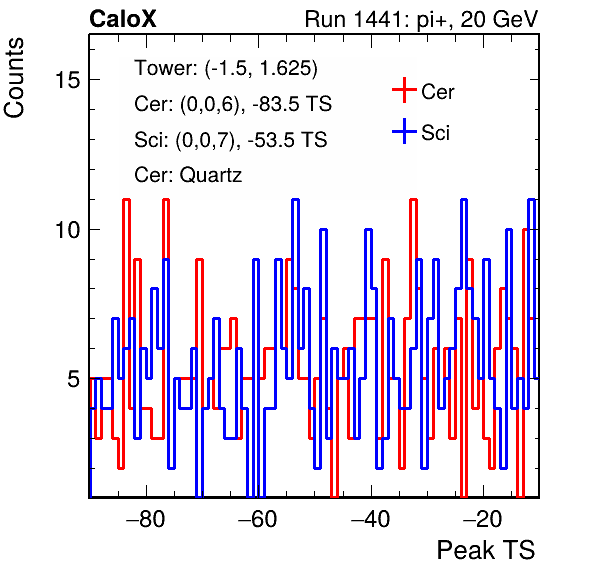 CaloX Run 1441: pi+, 20 GeV
Counts
Tower: (-1.5, 1.625)
Cer: (0,0,6), -83.5 TS
Sci: (0,0,7), -53.5 TS
Cer: Quartz
Cer
Sci
15
10
5
−80 −60 −40 −20
Peak TS